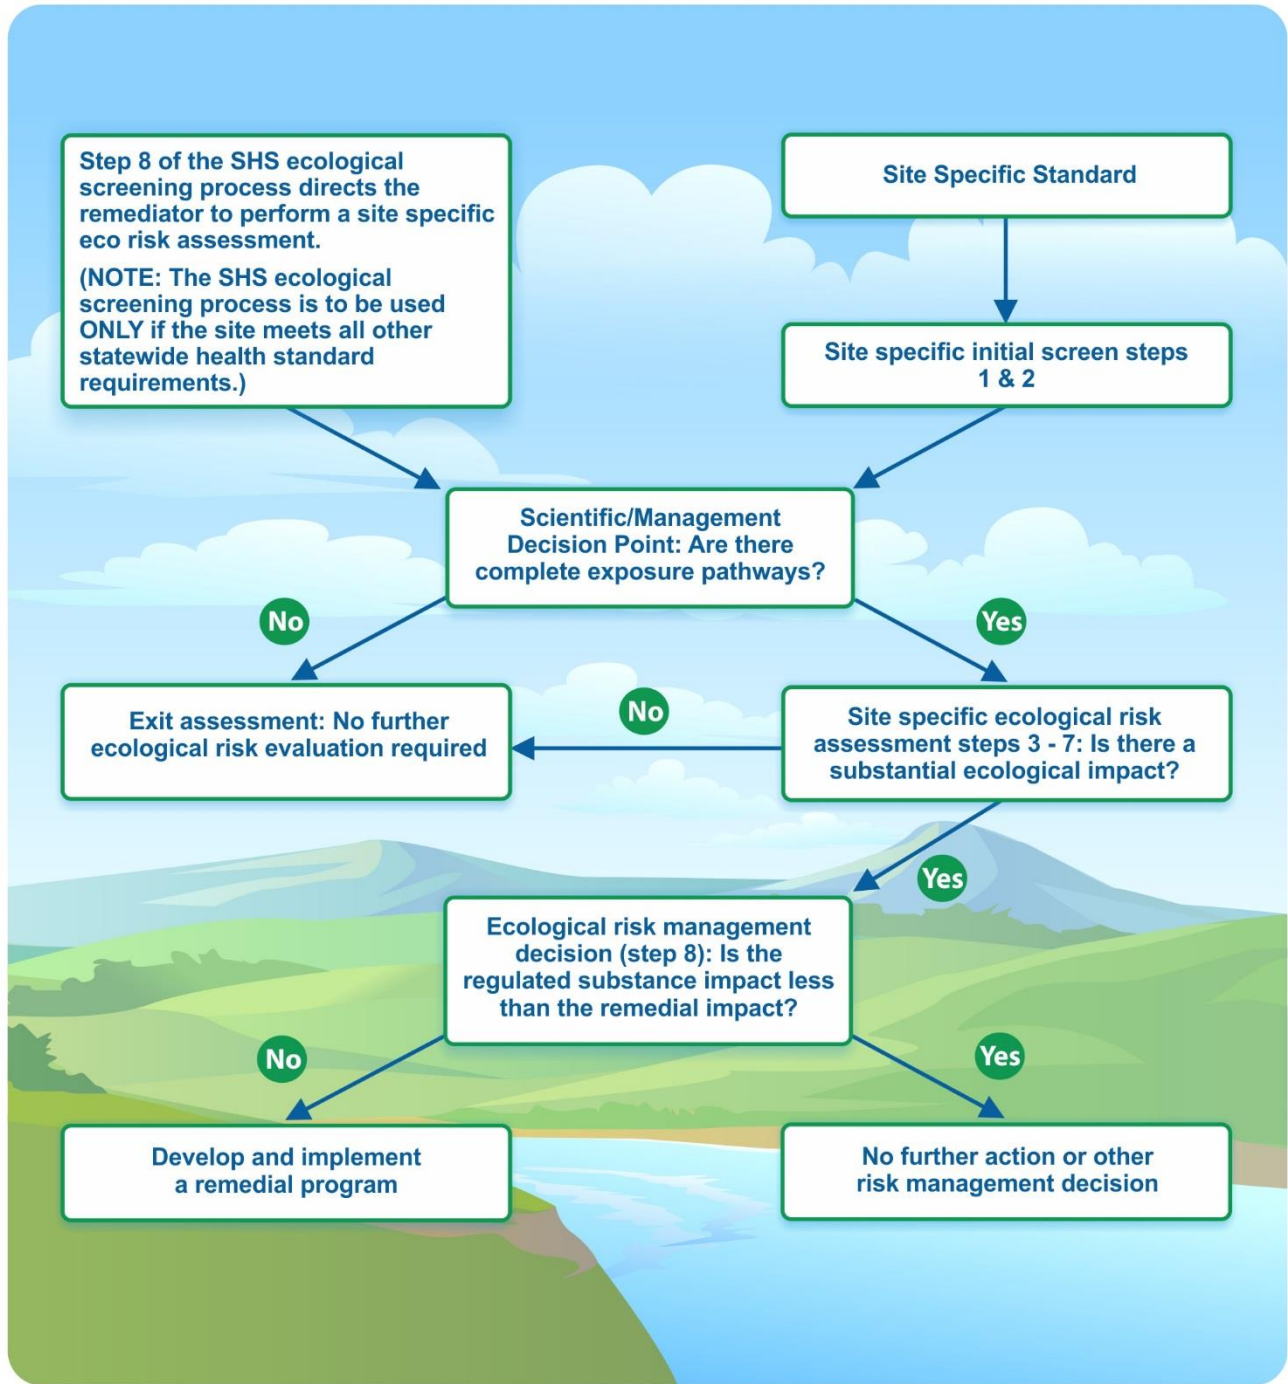 Step 8 of the SHS ecological
screening process directs the
remediator to perform a site specific
eco risk assessment.
(NOTE: The SHS ecological
screening process is to be used
ONLY if the site meets all other
statewide health standard
requirements.)
Site Specific Standard
Site specific initial screen steps
1 & 2
Scientific/Management
Decision Point: Are there
complete exposure pathways?
No
Yes
Exit assessment: No further
ecological risk evaluation required
No
Site specific ecological risk
assessment steps 3 - 7: Is there a
substantial ecological impact?
Yes
Ecological risk management
decision (step 8): Is the
regulated substance impact less
than the remedial impact?
No
Yes
Develop and implement
a remedial program
No further action or other
risk management decision